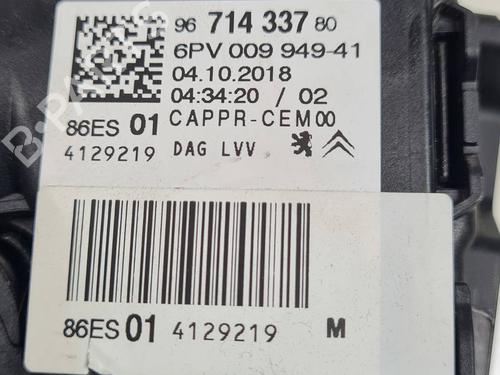 96 714 337 80
6PV 009 949-41
04.10.2018
04:34:20 / 02
86ES 01 CAPPR-CEM00
4129219 DAG LVV
86ES 01 4129219 M